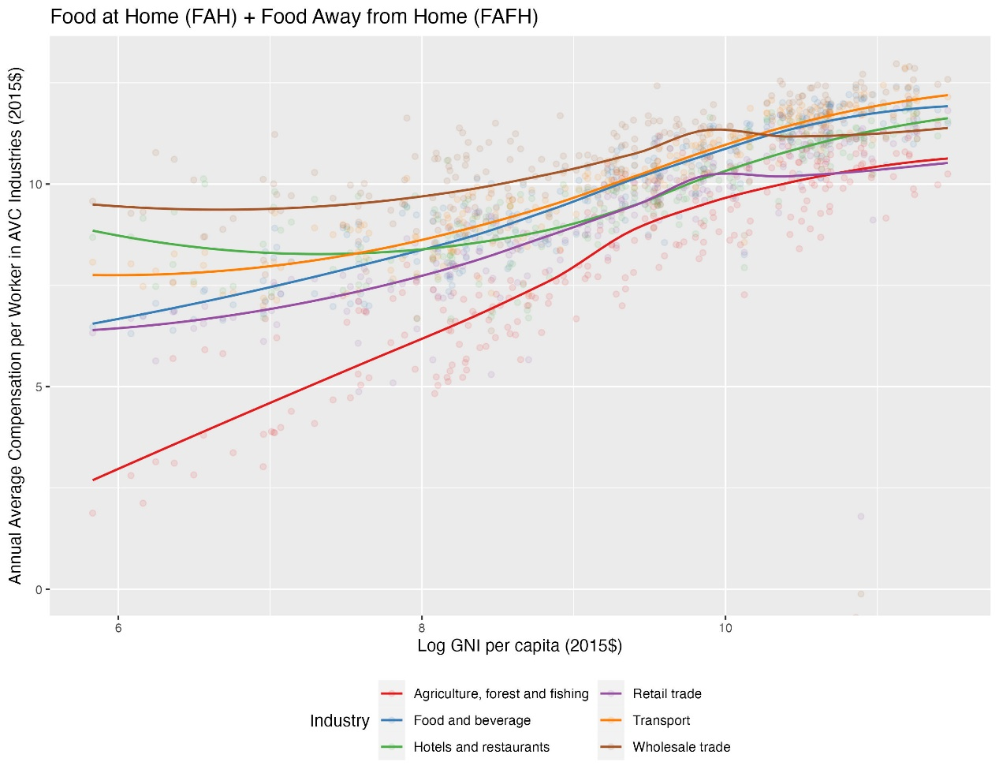 Food at Home (FAH) + Food Away from Home (FAFH)
Annual Average Compensation per Worker in AVC Industries (2015$)
10
5
0
6
8
10
Log GNI per capita (2015$)
Industry
Agriculture, forest and fishing
Food and beverage
Hotels and restaurants
Retail trade
Transport
Wholesale trade